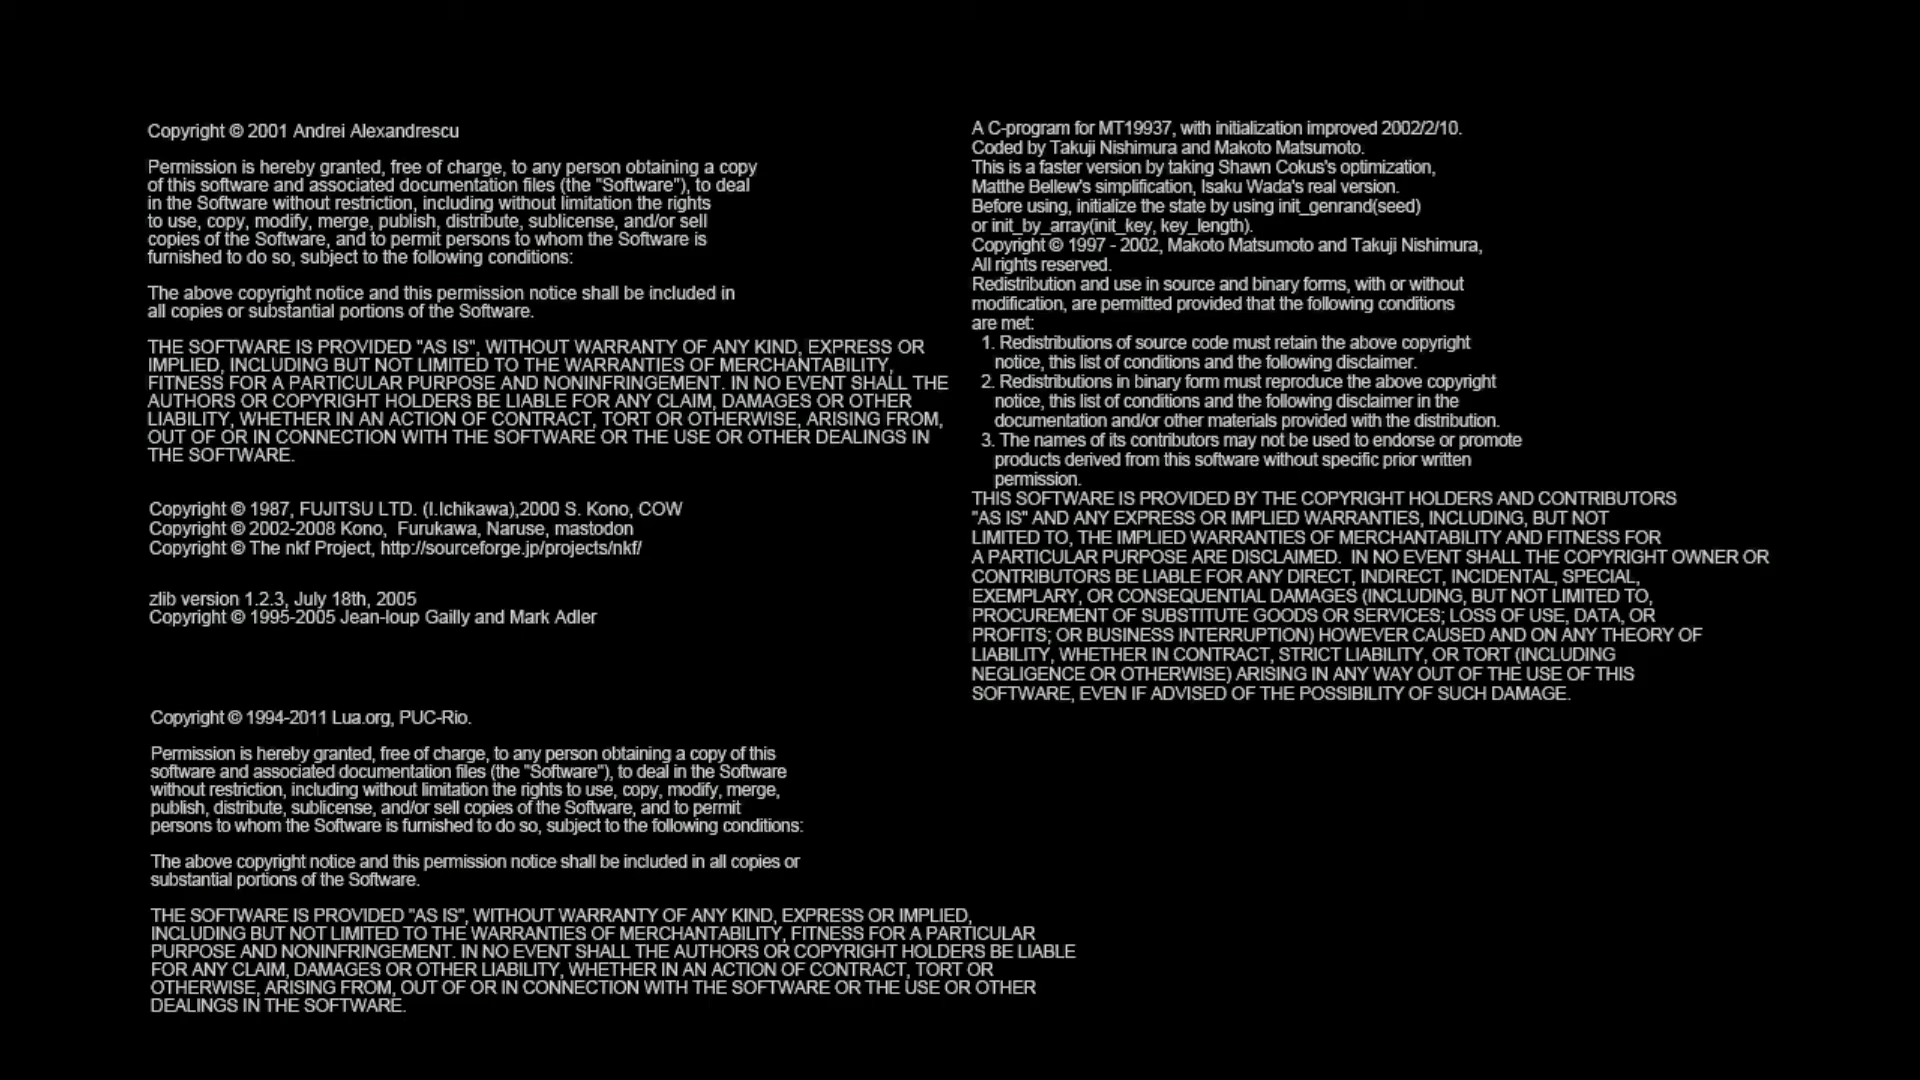 Copyright © 2001 Andrei Alexandrescu
Permission is hereby granted, free of charge, to any person obtaining a copy
of this software and associated documentation files (the "Software"), to deal
in the Software without restriction, including without limitation the rights
to use, copy, modify, merge, publish, distribute, sublicense, and/or sell
copies of the Software, and to permit persons to whom the Software is
furnished to do so, subject to the following conditions:
The above copyright notice and this permission notice shall be included in
all copies or substantial portions of the Software.
THE SOFTWARE IS PROVIDED "AS IS", WITHOUT WARRANTY OF ANY KIND, EXPRESS OR
IMPLIED, INCLUDING BUT NOT LIMITED TO THE WARRANTIES OF MERCHANTABILITY,
FITNESS FOR A PARTICULAR PURPOSE AND NONINFRINGEMENT. IN NO EVENT SHALL THE
AUTHORS OR COPYRIGHT HOLDERS BE LIABLE FOR ANY CLAIM, DAMAGES OR OTHER
LIABILITY, WHETHER IN AN ACTION OF CONTRACT, TORT OR OTHERWISE, ARISING FROM,
OUT OF OR IN CONNECTION WITH THE SOFTWARE OR THE USE OR OTHER DEALINGS IN
THE SOFTWARE.
Copyright © 1987, FUJITSU LTD. (I.Ichikawa),2000 S. Kono, COW
Copyright © 2002-2008 Kono,  Furukawa, Naruse, mastodon
Copyright © The nkf Project, http://sourceforge.jp/projects/nkf/
zlib version 1.2.3, July 18th, 2005
Copyright © 1995-2005 Jean-loup Gailly and Mark Adler
Copyright © 1994-2011 Lua.org, PUC-Rio.
Permission is hereby granted, free of charge, to any person obtaining a copy of this
software and associated documentation files (the "Software"), to deal in the Software
without restriction, including without limitation the rights to use, copy, modify, merge,
publish, distribute, sublicense, and/or sell copies of the Software, and to permit
persons to whom the Software is furnished to do so, subject to the following conditions:
The above copyright notice and this permission notice shall be included in all copies or
substantial portions of the Software.
THE SOFTWARE IS PROVIDED "AS IS", WITHOUT WARRANTY OF ANY KIND, EXPRESS OR IMPLIED,
INCLUDING BUT NOT LIMITED TO THE WARRANTIES OF MERCHANTABILITY, FITNESS FOR A PARTICULAR
PURPOSE AND NONINFRINGEMENT. IN NO EVENT SHALL THE AUTHORS OR COPYRIGHT HOLDERS BE LIABLE
FOR ANY CLAIM, DAMAGES OR OTHER LIABILITY, WHETHER IN AN ACTION OF CONTRACT, TORT OR
OTHERWISE, ARISING FROM, OUT OF OR IN CONNECTION WITH THE SOFTWARE OR THE USE OR OTHER
DEALINGS IN THE SOFTWARE.
A C-program for MT19937, with initialization improved 2002/2/10.
Coded by Takuji Nishimura and Makoto Matsumoto.
This is a faster version by taking Shawn Cokus's optimization,
Matthe Bellew's simplification, Isaku Wada's real version.
Before using, initialize the state by using init_genrand(seed)
or init_by_array(init_key, key_length).
Copyright © 1997 - 2002, Makoto Matsumoto and Takuji Nishimura,
All rights reserved.
Redistribution and use in source and binary forms, with or without
modification, are permitted provided that the following conditions
are met:
1. Redistributions of source code must retain the above copyright
notice, this list of conditions and the following disclaimer.
2. Redistributions in binary form must reproduce the above copyright
notice, this list of conditions and the following disclaimer in the
documentation and/or other materials provided with the distribution.
3. The names of its contributors may not be used to endorse or promote
products derived from this software without specific prior written
permission.
THIS SOFTWARE IS PROVIDED BY THE COPYRIGHT HOLDERS AND CONTRIBUTORS
"AS IS" AND ANY EXPRESS OR IMPLIED WARRANTIES, INCLUDING, BUT NOT
LIMITED TO, THE IMPLIED WARRANTIES OF MERCHANTABILITY AND FITNESS FOR
A PARTICULAR PURPOSE ARE DISCLAIMED.  IN NO EVENT SHALL THE COPYRIGHT OWNER OR
CONTRIBUTORS BE LIABLE FOR ANY DIRECT, INDIRECT, INCIDENTAL, SPECIAL,
EXEMPLARY, OR CONSEQUENTIAL DAMAGES (INCLUDING, BUT NOT LIMITED TO,
PROCUREMENT OF SUBSTITUTE GOODS OR SERVICES; LOSS OF USE, DATA, OR
PROFITS; OR BUSINESS INTERRUPTION) HOWEVER CAUSED AND ON ANY THEORY OF
LIABILITY, WHETHER IN CONTRACT, STRICT LIABILITY, OR TORT (INCLUDING
NEGLIGENCE OR OTHERWISE) ARISING IN ANY WAY OUT OF THE USE OF THIS
SOFTWARE, EVEN IF ADVISED OF THE POSSIBILITY OF SUCH DAMAGE.